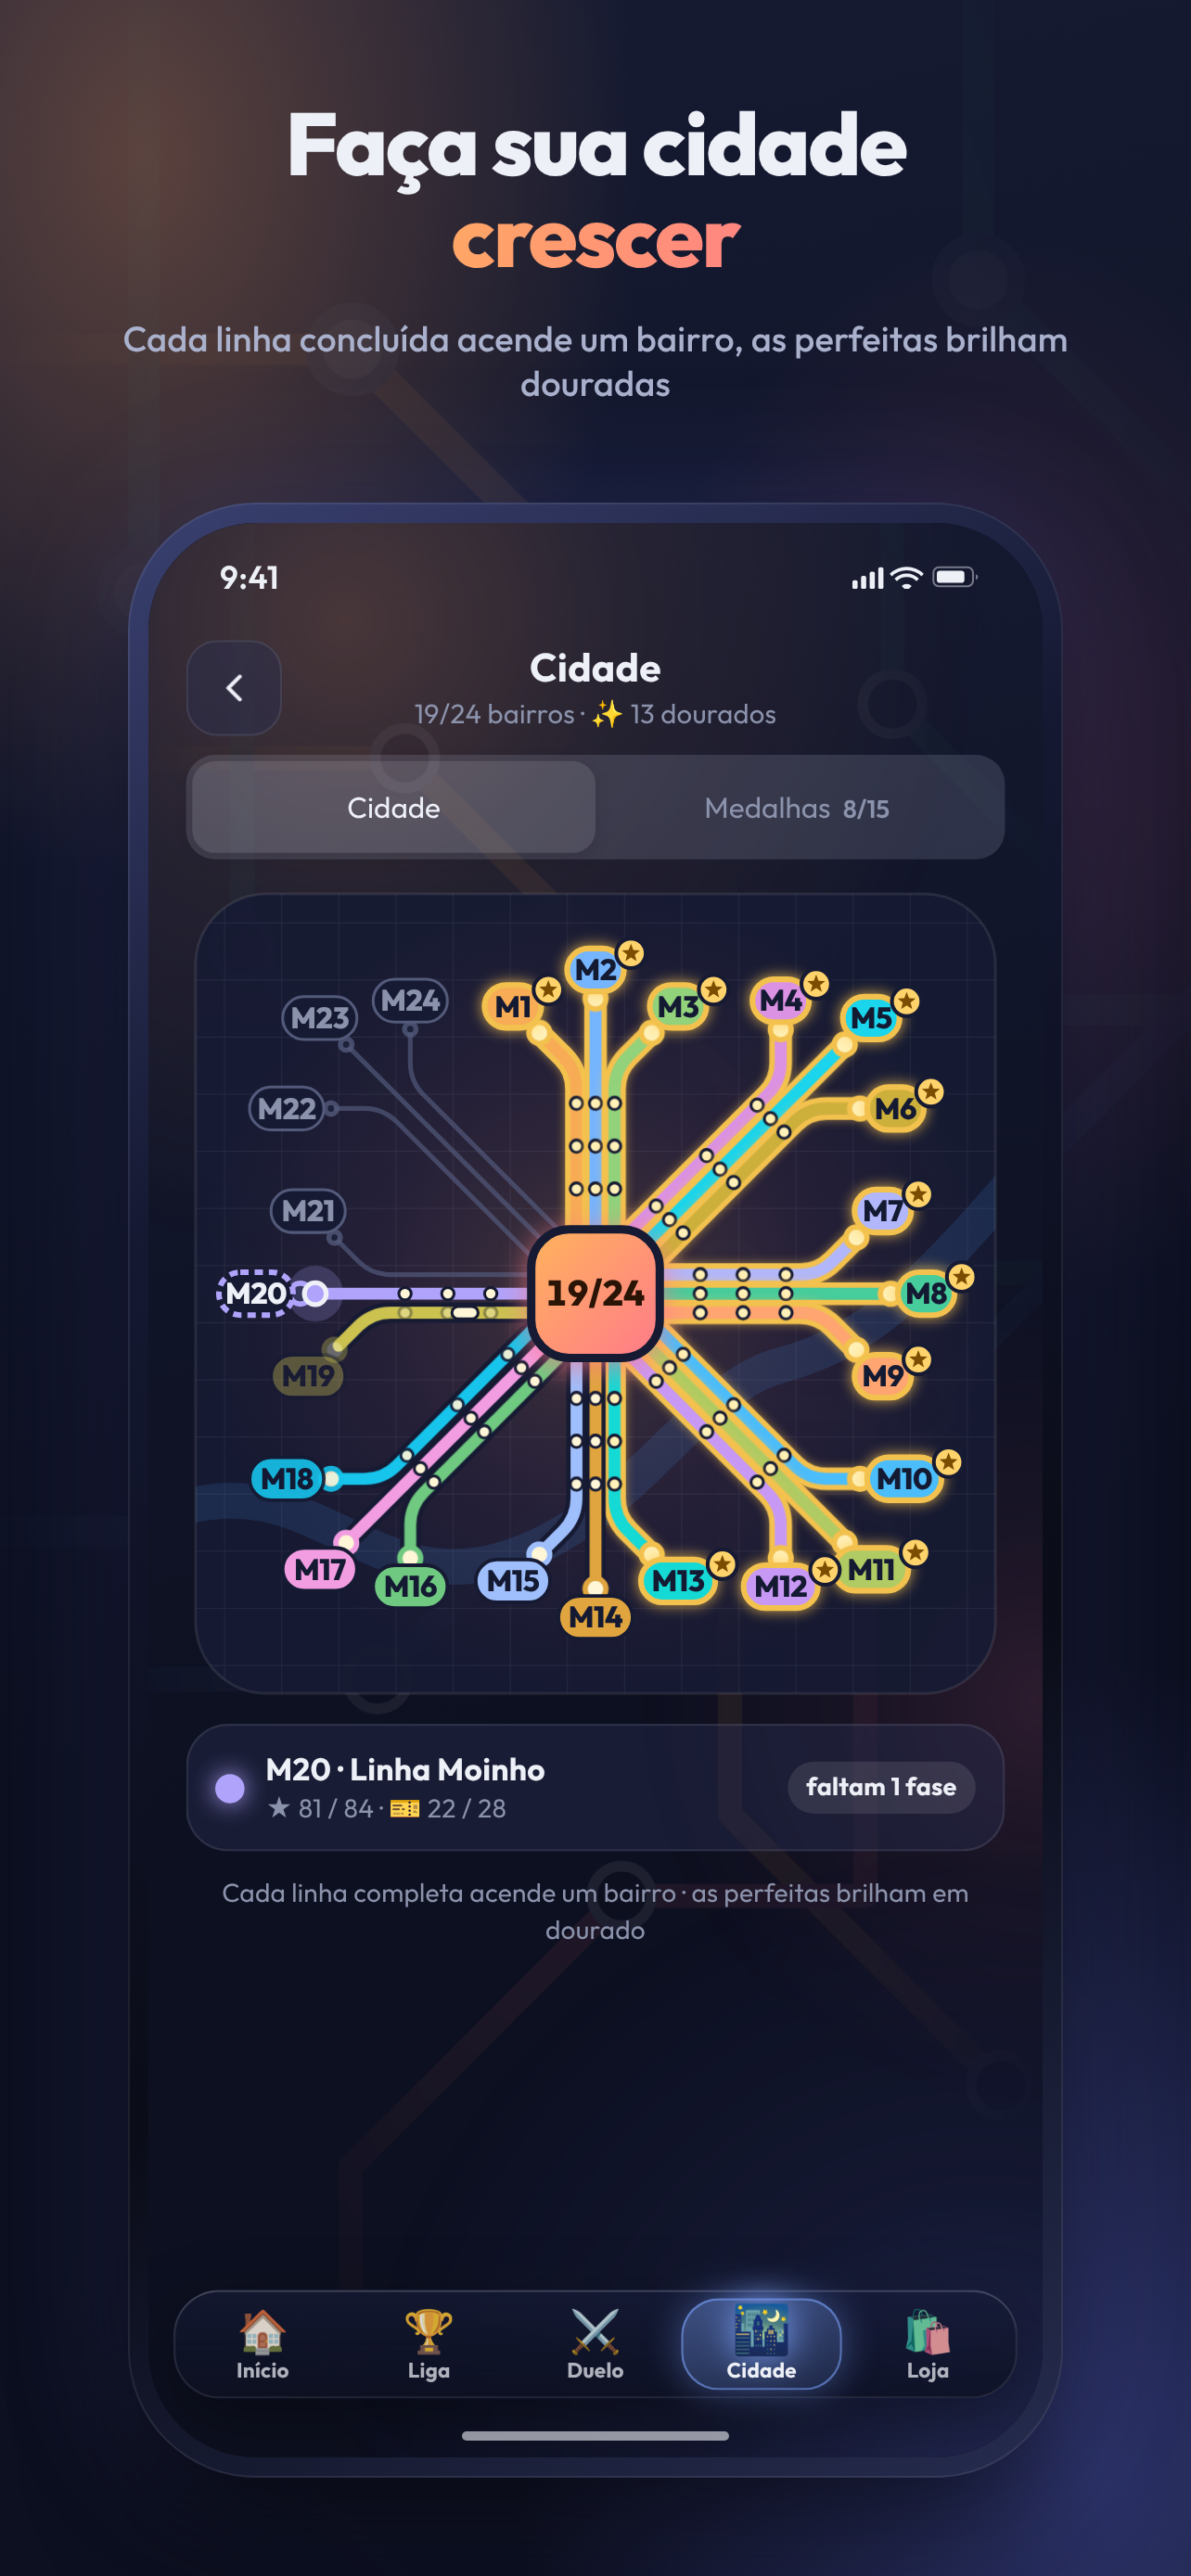 Faça sua cidade
crescer
Cada linha concluída acende um bairro, as perfeitas brilham
douradas
9:41
Cidade
19/24 bairros · ✨ 13 dourados
Cidade
Medalhas 8/15
M2
M24
M1
M3
M4
M23
M5
M22
M6
M21
M7
M20
19/24
M8
M19
M9
M18
M10
M17
M16
M15
M13
M12
M11
M14
M20 · Linha Moinho
★ 81 / 84 · 🎫 22 / 28
faltam 1 fase
Cada linha completa acende um bairro · as perfeitas brilham em
dourado
Início
Liga
Duelo
Cidade
Loja